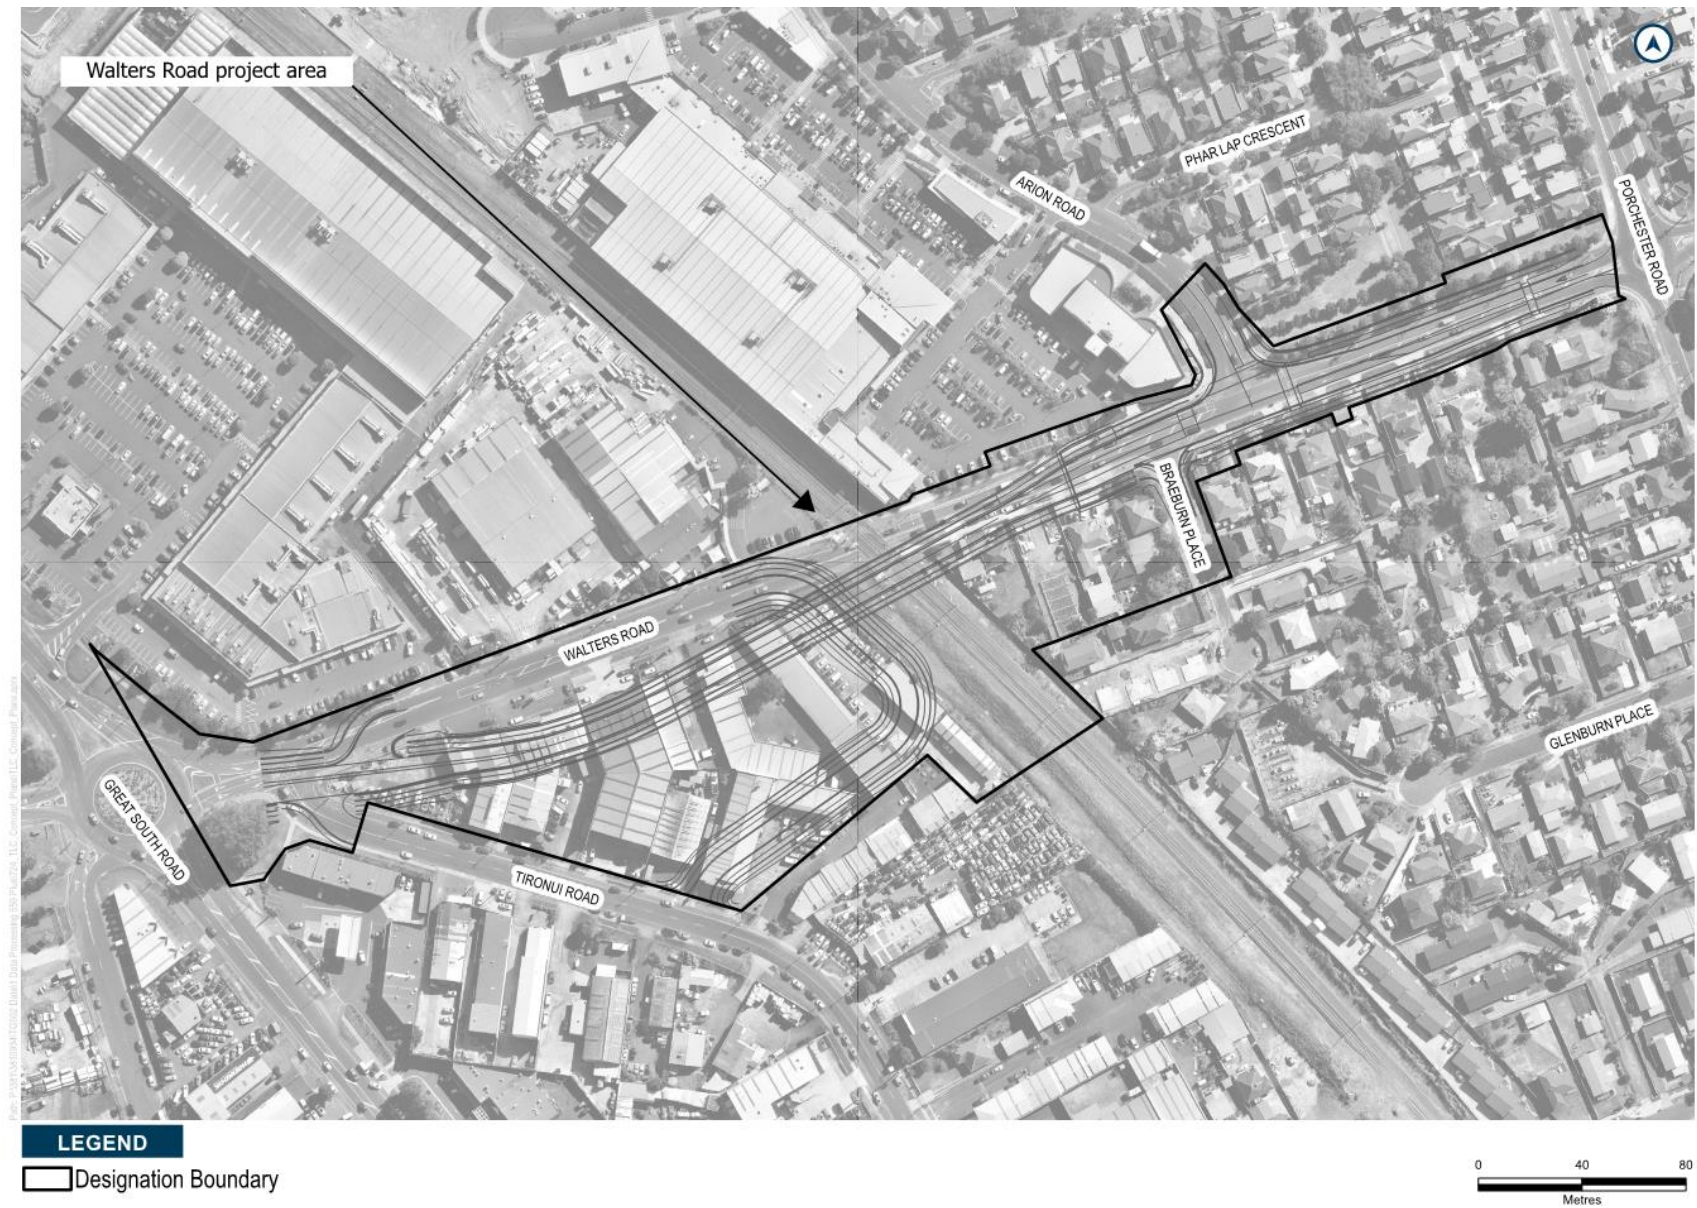 Walters Road project area
PHAR LAP CRESCENT
ARION ROAD
PORCHESTER ROAD
BRAEBURN PLACE
WALTERS ROAD
GLENBURN PLACE
GREAT SOUTH ROAD
TIRONUI ROAD
LEGEND
Designation Boundary
0 40 80
Metres